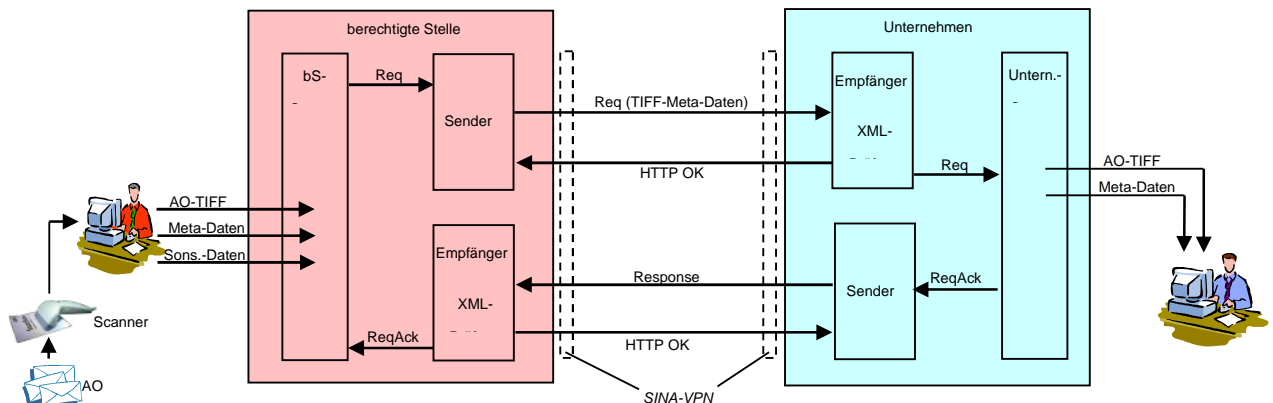 berechtigte Stelle
Unternehmen
bS-
Req
Sender
Req (TIFF-Meta-Daten)
HTTP OK
Empfänger
XML-
Req
Untern.-
AO-TIFF
Meta-Daten
AO-TIFF
Meta-Daten
Sons.-Daten
Scanner
AO
Empfänger
XML-
ReqAck
Response
HTTP OK
Sender
ReqAck
SINA-VPN